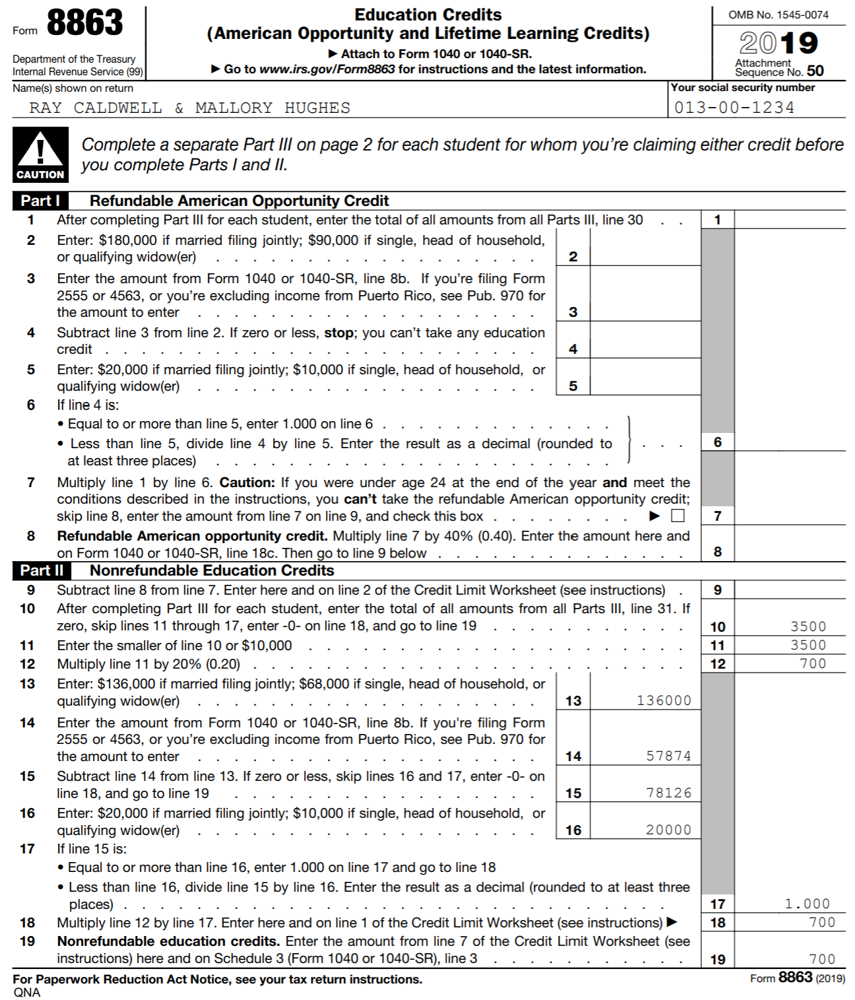 Form 8863
Department of the Treasury
Internal Revenue Service (99)
Education Credits
(American Opportunity and Lifetime Learning Credits)
▶ Attach to Form 1040 or 1040-SR.
▶ Go to www.irs.gov/Form8863 for instructions and the latest information.
OMB No. 1545-0074
2019
Attachment
Sequence No. 50
Name(s) shown on return
RAY CALDWELL & MALLORY HUGHES
Your social security number
013-00-1234
CAUTION
Complete a separate Part III on page 2 for each student for whom you're claiming either credit before
you complete Parts I and II.
Part I Refundable American Opportunity Credit
1 After completing Part III for each student, enter the total of all amounts from all Parts III, line 30 . . 1
2 Enter: $180,000 if married filing jointly; $90,000 if single, head of household,
or qualifying widow(er) . . . . . . . . . . . . . . . . . . 2
3 Enter the amount from Form 1040 or 1040-SR, line 8b. If you're filing Form
2555 or 4563, or you're excluding income from Puerto Rico, see Pub. 970 for
the amount to enter . . . . . . . . . . . . . . . . . . . 3
4 Subtract line 3 from line 2. If zero or less, stop; you can't take any education
credit . . . . . . . . . . . . . . . . . . . . . . . . 4
5 Enter: $20,000 if married filing jointly; $10,000 if single, head of household, or
qualifying widow(er) . . . . . . . . . . . . . . . . . . . 5
6 If line 4 is:
• Equal to or more than line 5, enter 1.000 on line 6 . . . . . . . . . . . . .
• Less than line 5, divide line 4 by line 5. Enter the result as a decimal (rounded to . . . 6
at least three places) . . . . . . . . . . . . . . . . . . . . . .
7 Multiply line 1 by line 6. Caution: If you were under age 24 at the end of the year and meet the
conditions described in the instructions, you can't take the refundable American opportunity credit;
skip line 8, enter the amount from line 7 on line 9, and check this box . . . . . . . . ▶ ☐ 7
8 Refundable American opportunity credit. Multiply line 7 by 40% (0.40). Enter the amount here and
on Form 1040 or 1040-SR, line 18c. Then go to line 9 below . . . . . . . . . . . . . . 8
Part II Nonrefundable Education Credits
9 Subtract line 8 from line 7. Enter here and on line 2 of the Credit Limit Worksheet (see instructions) . 9
10 After completing Part III for each student, enter the total of all amounts from all Parts III, line 31. If
zero, skip lines 11 through 17, enter -0- on line 18, and go to line 19 . . . . . . . . . . . 10 3500
11 Enter the smaller of line 10 or $10,000 . . . . . . . . . . . . . . . . . . . . . 11 3500
12 Multiply line 11 by 20% (0.20) . . . . . . . . . . . . . . . . . . . . . . . . 12 700
13 Enter: $136,000 if married filing jointly; $68,000 if single, head of household, or
qualifying widow(er) . . . . . . . . . . . . . . . . . . . 13 136000
14 Enter the amount from Form 1040 or 1040-SR, line 8b. If you're filing Form
2555 or 4563, or you're excluding income from Puerto Rico, see Pub. 970 for
the amount to enter . . . . . . . . . . . . . . . . . . . 14 57874
15 Subtract line 14 from line 13. If zero or less, skip lines 16 and 17, enter -0- on
line 18, and go to line 19 . . . . . . . . . . . . . . . . . 15 78126
16 Enter: $20,000 if married filing jointly; $10,000 if single, head of household, or
qualifying widow(er) . . . . . . . . . . . . . . . . . . . 16 20000
17 If line 15 is:
• Equal to or more than line 16, enter 1.000 on line 17 and go to line 18
• Less than line 16, divide line 15 by line 16. Enter the result as a decimal (rounded to at least three
places) . . . . . . . . . . . . . . . . . . . . . . . . . . . . . . 17 1.000
18 Multiply line 12 by line 17. Enter here and on line 1 of the Credit Limit Worksheet (see instructions) ▶ 18 700
19 Nonrefundable education credits. Enter the amount from line 7 of the Credit Limit Worksheet (see
instructions) here and on Schedule 3 (Form 1040 or 1040-SR), line 3 . . . . . . . . . . . 19 700
For Paperwork Reduction Act Notice, see your tax return instructions.
Form 8863 (2019)
QNA